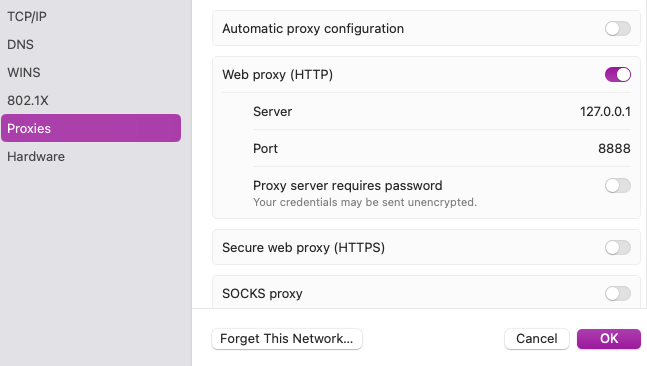 TCP/IP
DNS
WINS
802.1X
Proxies
Hardware
Automatic proxy configuration
Web proxy (HTTP)
Server 127.0.0.1
Port 8888
Proxy server requires password
Your credentials may be sent unencrypted.
Secure web proxy (HTTPS)
SOCKS proxy
Forget This Network... Cancel OK